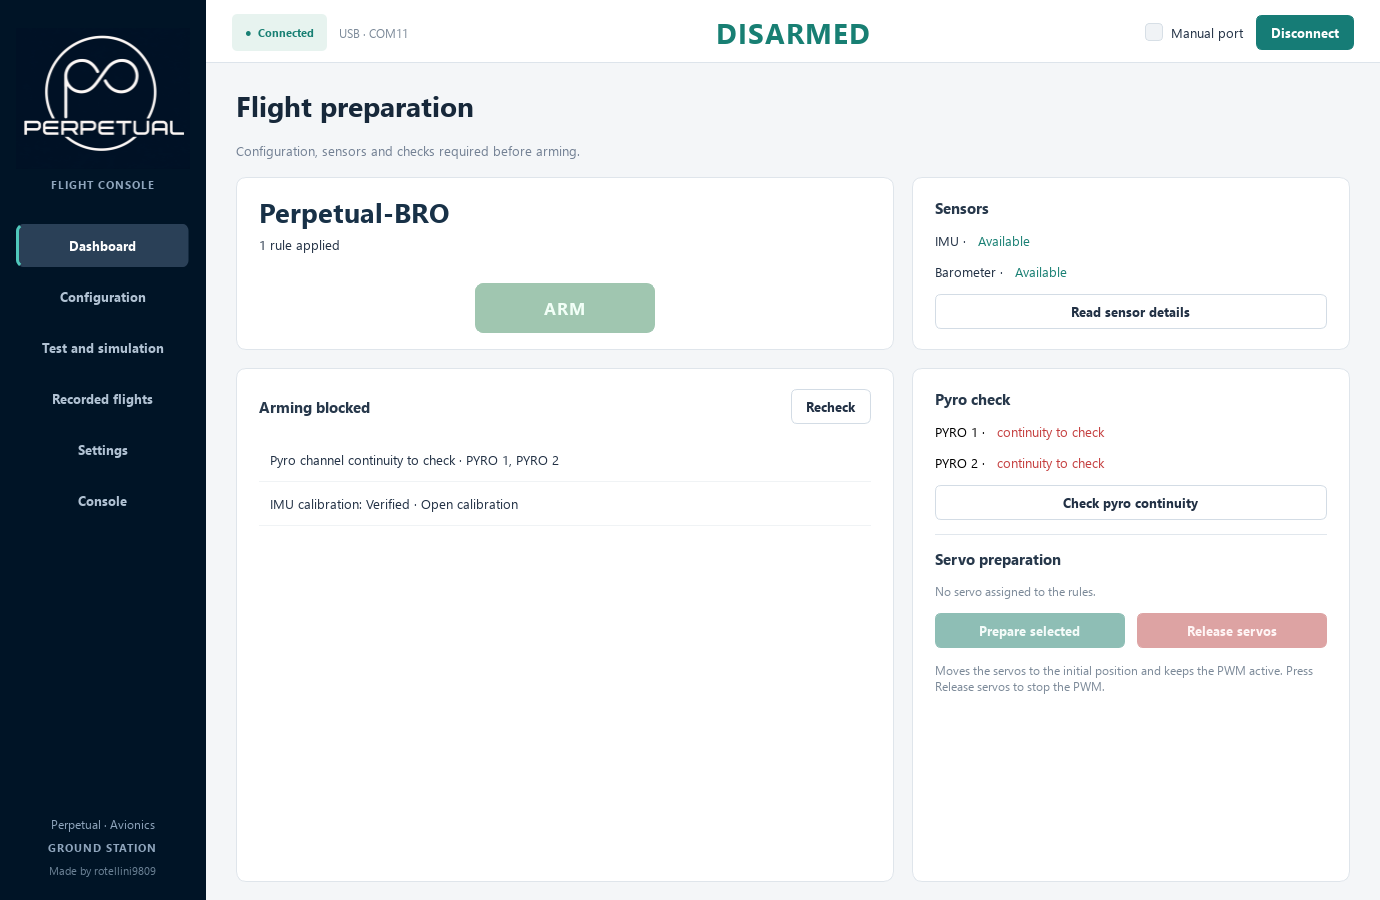 PERPETUAL
FLIGHT CONSOLE
Dashboard
Configuration
Test and simulation
Recorded flights
Settings
Console
Perpetual · Avionics
GROUND STATION
Made by rotellini9809
● Connected
USB · COM11
DISARMED
Manual port
Disconnect
Flight preparation
Configuration, sensors and checks required before arming.
Perpetual-BRO
1 rule applied
ARM
Sensors
IMU · Available
Barometer · Available
Read sensor details
Arming blocked
Recheck
Pyro channel continuity to check · PYRO 1, PYRO 2
IMU calibration: Verified · Open calibration
Pyro check
PYRO 1 · continuity to check
PYRO 2 · continuity to check
Check pyro continuity
Servo preparation
No servo assigned to the rules.
Prepare selected
Release servos
Moves the servos to the initial position and keeps the PWM active. Press
Release servos to stop the PWM.